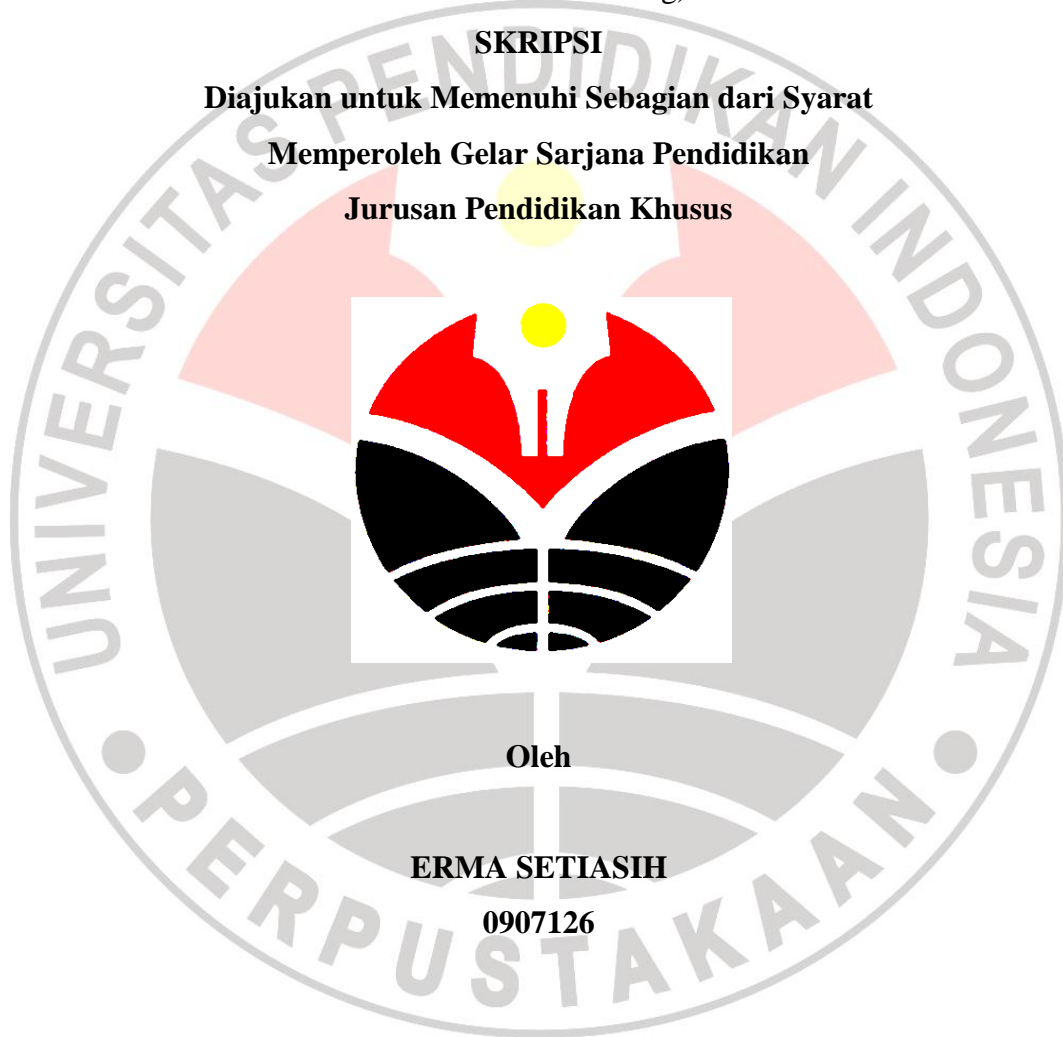 SKRIPSI
Diajukan untuk Memenuhi Sebagian dari Syarat
Memperoleh Gelar Sarjana Pendidikan
Jurusan Pendidikan Khusus
Oleh
ERMA SETIASIH
0907126
UNIVERSITAS PENDIDIKAN INDONESIA
PERPUSTAKAAN